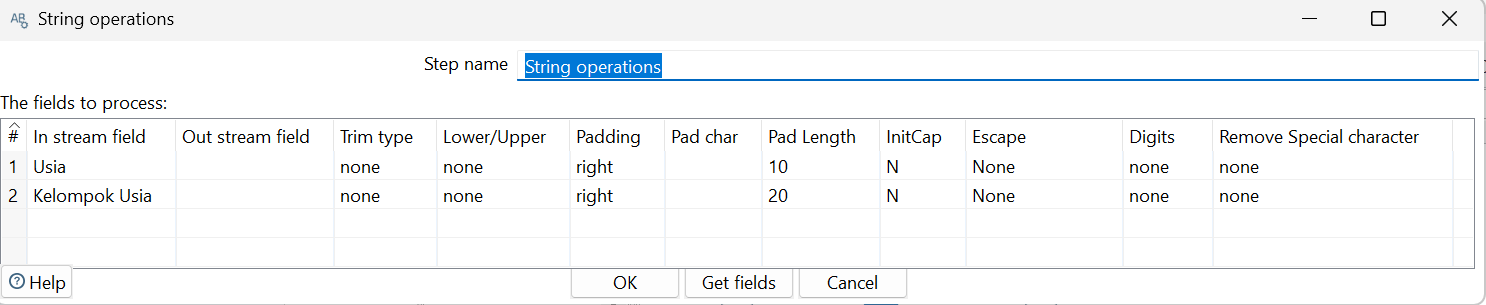 String operations
Step name String operations
The fields to process:
# In stream field Out stream field Trim type Lower/Upper Padding Pad char Pad Length InitCap Escape Digits Remove Special character
1 Usia none none right 10 N None none none
2 Kelompok Usia none none right 20 N None none none
Help OK Get fields Cancel